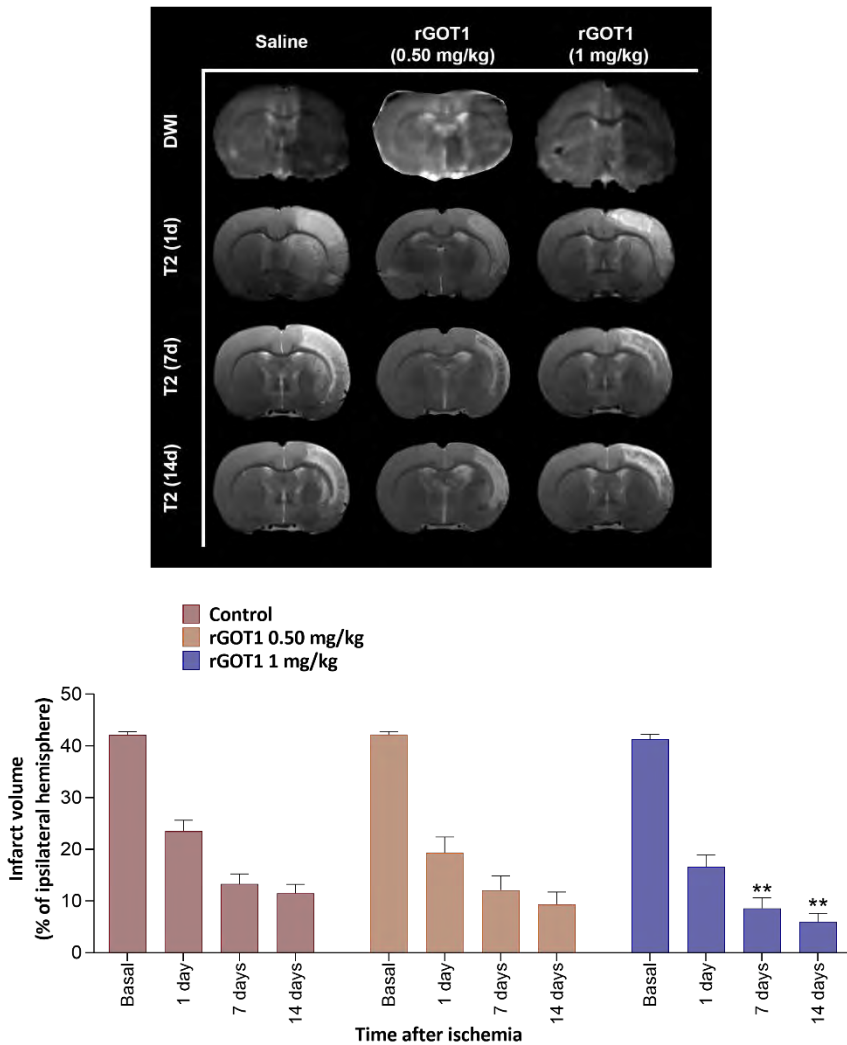 Saline
rGOT1
(0.50 mg/kg)
rGOT1
(1 mg/kg)
DWI
T2 (1d)
T2 (7d)
T2 (14d)
Control
rGOT1 0.50 mg/kg
rGOT1 1 mg/kg
Infarct volume
(% of ipsilateral hemisphere)
50
40
30
20
10
0
** **
Basal 1 day 7 days 14 days Basal 1 day 7 days 14 days Basal 1 day 7 days 14 days
Time after ischemia